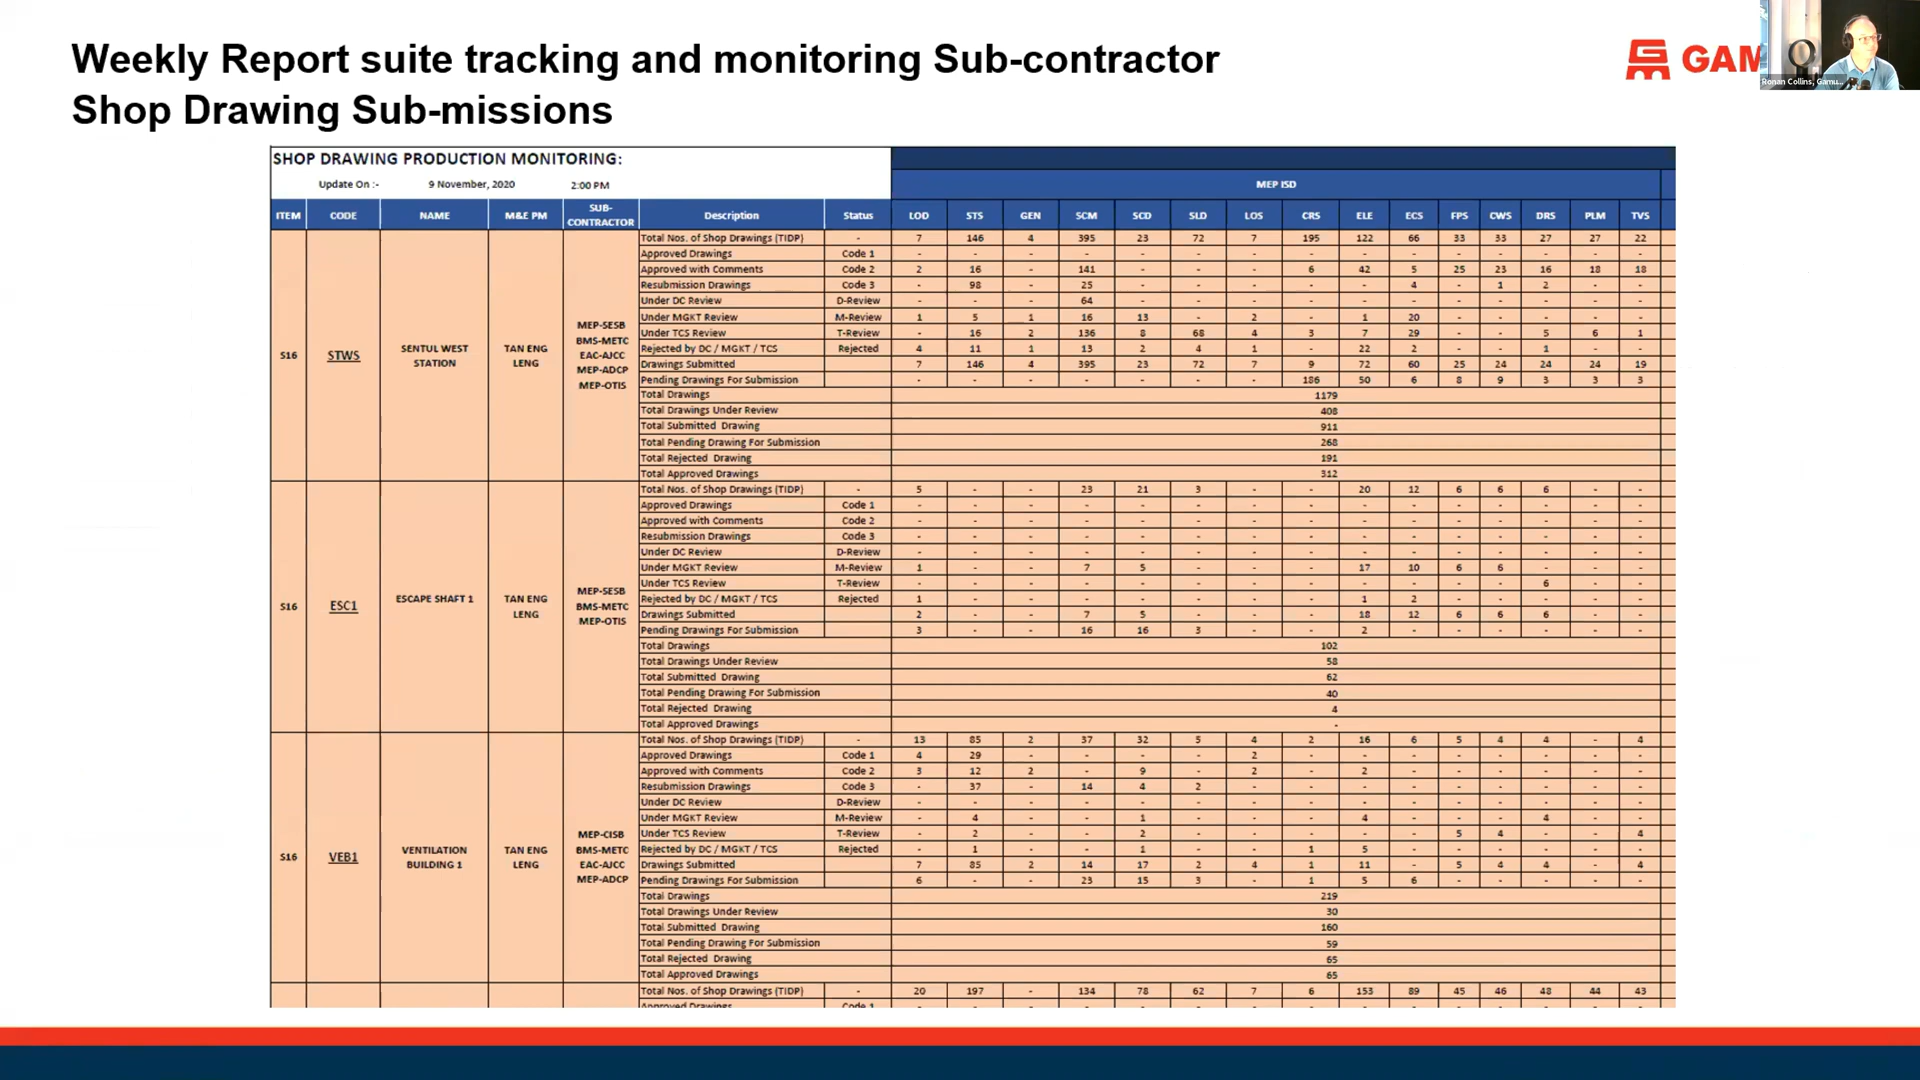 Weekly Report suite tracking and monitoring Sub-contractor
Shop Drawing Sub-missions
GAM
Ronan Collins, Gamu...
SHOP DRAWING PRODUCTION MONITORING:
Update On :- 9 November, 2020 2:00 PM
MEP ISD
ITEM CODE NAME M&E PM SUB-CONTRACTOR Description Status LOD STS GEN SCM SCD SLD LOS CRS ELE ECS FPS CWS DRS PLM TVS
S16 STWS SENTUL WEST STATION TAN ENG LENG MEP-SESB BMS-METC EAC-AJCC MEP-ADCP MEP-OTIS
Total Nos. of Shop Drawings (TIDP) - 7 146 4 395 23 72 7 195 122 66 33 33 27 27 22
Approved Drawings Code 1 - - - - - - - - - - - - - - -
Approved with Comments Code 2 2 16 - 141 - - - 6 42 5 25 23 16 18 18
Resubmission Drawings Code 3 - 98 - 25 - - - - - 4 - 1 2 - -
Under DC Review D-Review - - - 64 - - - - - - - - - - -
Under MGKT Review M-Review 1 5 1 16 13 - 2 - 1 20 - - - - -
Under TCS Review T-Review - 16 2 136 8 68 4 3 7 29 - - 5 6 1
Rejected by DC / MGKT / TCS Rejected 4 11 1 13 2 4 1 - 22 2 - - 1 - -
Drawings Submitted 7 146 4 395 23 72 7 9 72 60 25 24 24 24 19
Pending Drawings For Submission - - - - - - - 186 50 6 8 9 3 3 3
Total Drawings 1179
Total Drawings Under Review 408
Total Submitted Drawing 911
Total Pending Drawing For Submission 268
Total Rejected Drawing 191
Total Approved Drawings 312
S16 ESC1 ESCAPE SHAFT 1 TAN ENG LENG MEP-SESB BMS-METC MEP-OTIS
Total Nos. of Shop Drawings (TIDP) - 5 - - 23 21 3 - - 20 12 6 6 6 - -
Approved Drawings Code 1 - - - - - - - - - - - - - - -
Approved with Comments Code 2 - - - - - - - - - - - - - - -
Resubmission Drawings Code 3 - - - - - - - - - - - - - - -
Under DC Review D-Review - - - - - - - - - - - - - - -
Under MGKT Review M-Review 1 - - 7 5 - - - 17 10 6 6 - - -
Under TCS Review T-Review - - - - - - - - - - - - 6 - -
Rejected by DC / MGKT / TCS Rejected 1 - - - - - - - 1 2 - - - - -
Drawings Submitted 2 - - 7 5 - - - 18 12 6 6 6 - -
Pending Drawings For Submission 3 - - 16 16 3 - - 2 - - - - - -
Total Drawings 102
Total Drawings Under Review 58
Total Submitted Drawing 62
Total Pending Drawing For Submission 40
Total Rejected Drawing 4
Total Approved Drawings -
S16 VEB1 VENTILATION BUILDING 1 TAN ENG LENG MEP-CISB BMS-METC EAC-AJCC MEP-ADCP
Total Nos. of Shop Drawings (TIDP) - 13 85 2 37 32 5 4 2 16 6 5 4 4 - 4
Approved Drawings Code 1 4 29 - - - - 2 - - - - - - - -
Approved with Comments Code 2 3 12 2 - 9 - 2 - 2 - - - - - -
Resubmission Drawings Code 3 - 37 - 14 4 2 - - - - - - - - -
Under DC Review D-Review - - - - - - - - - - - - - - -
Under MGKT Review M-Review - 4 - - 1 - - - 4 - - - 4 - -
Under TCS Review T-Review - 2 - - 2 - - - - - 5 4 - - 4
Rejected by DC / MGKT / TCS Rejected - 1 - - 1 - - 1 5 - - - - - -
Drawings Submitted 7 85 2 14 17 2 4 1 11 - 5 4 4 - 4
Pending Drawings For Submission 6 - - 23 15 3 - 1 5 6 - - - - -
Total Drawings 219
Total Drawings Under Review 30
Total Submitted Drawing 160
Total Pending Drawing For Submission 59
Total Rejected Drawing 65
Total Approved Drawings 65
Total Nos. of Shop Drawings (TIDP) - 20 197 - 134 78 62 7 6 153 89 45 46 48 44 43
Approved Drawings Code 1